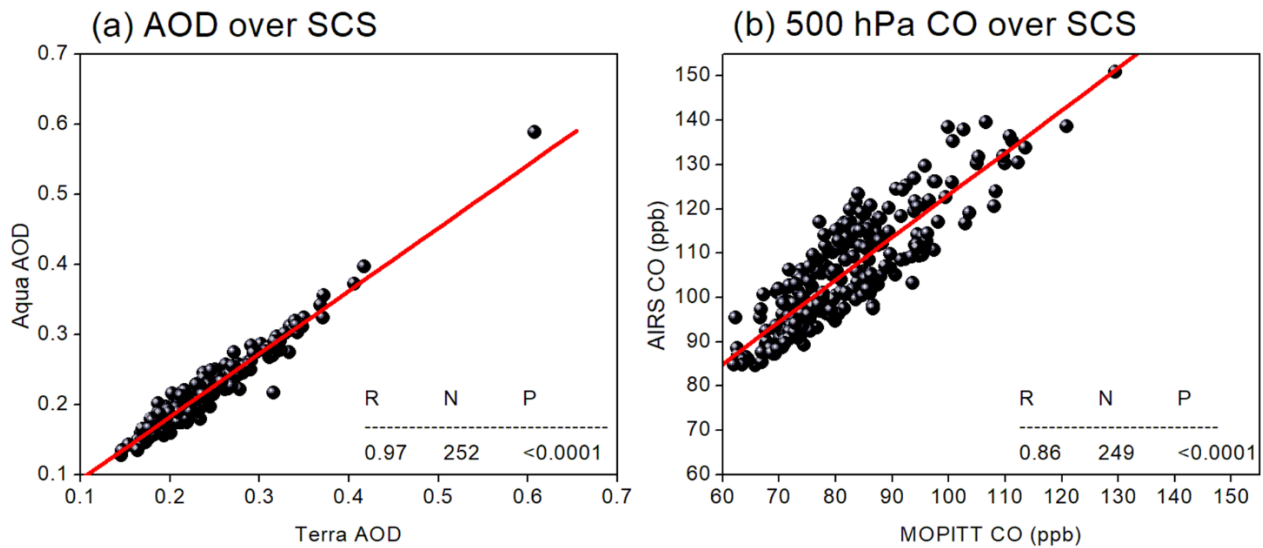 (a) AOD over SCS
0.7
0.6
0.5
0.4
0.3
0.2
0.1
Aqua AOD
R N P
0.97 252 <0.0001
0.1 0.2 0.3 0.4 0.5 0.6 0.7
Terra AOD
(b) 500 hPa CO over SCS
150
140
130
120
110
100
90
80
70
60
AIRS CO (ppb)
R N P
0.86 249 <0.0001
60 70 80 90 100 110 120 130 140 150
MOPITT CO (ppb)